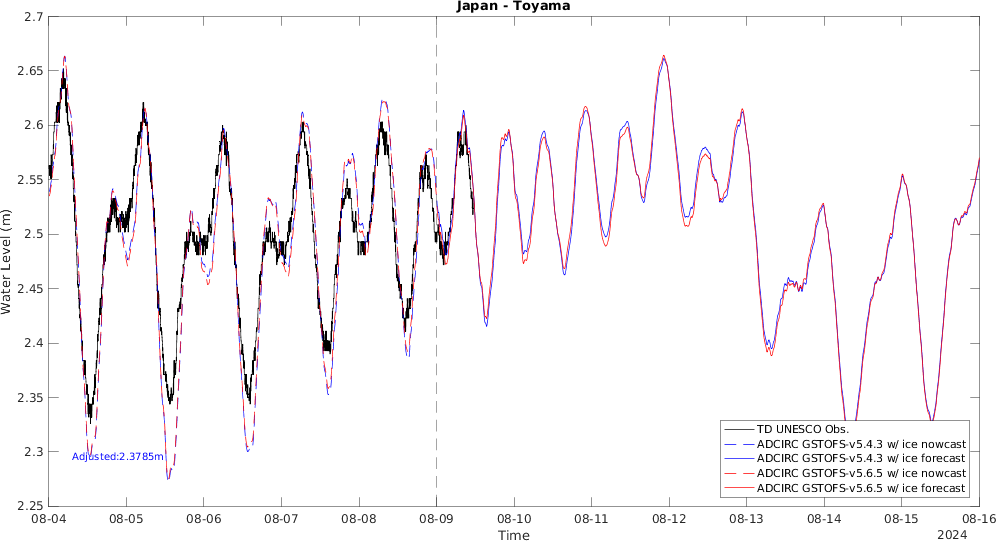 Japan - Toyama
2.7
2.65
2.6
2.55
2.5
2.45
2.4
2.35
2.3
2.25
Water Level (m)
Adjusted:2.3785m
TD UNESCO Obs.
ADCIRC GSTOFS-v5.4.3 w/ ice nowcast
ADCIRC GSTOFS-v5.4.3 w/ ice forecast
ADCIRC GSTOFS-v5.6.5 w/ ice nowcast
ADCIRC GSTOFS-v5.6.5 w/ ice forecast
08-04 08-05 08-06 08-07 08-08 08-09 08-10 08-11 08-12 08-13 08-14 08-15 08-16
Time
2024